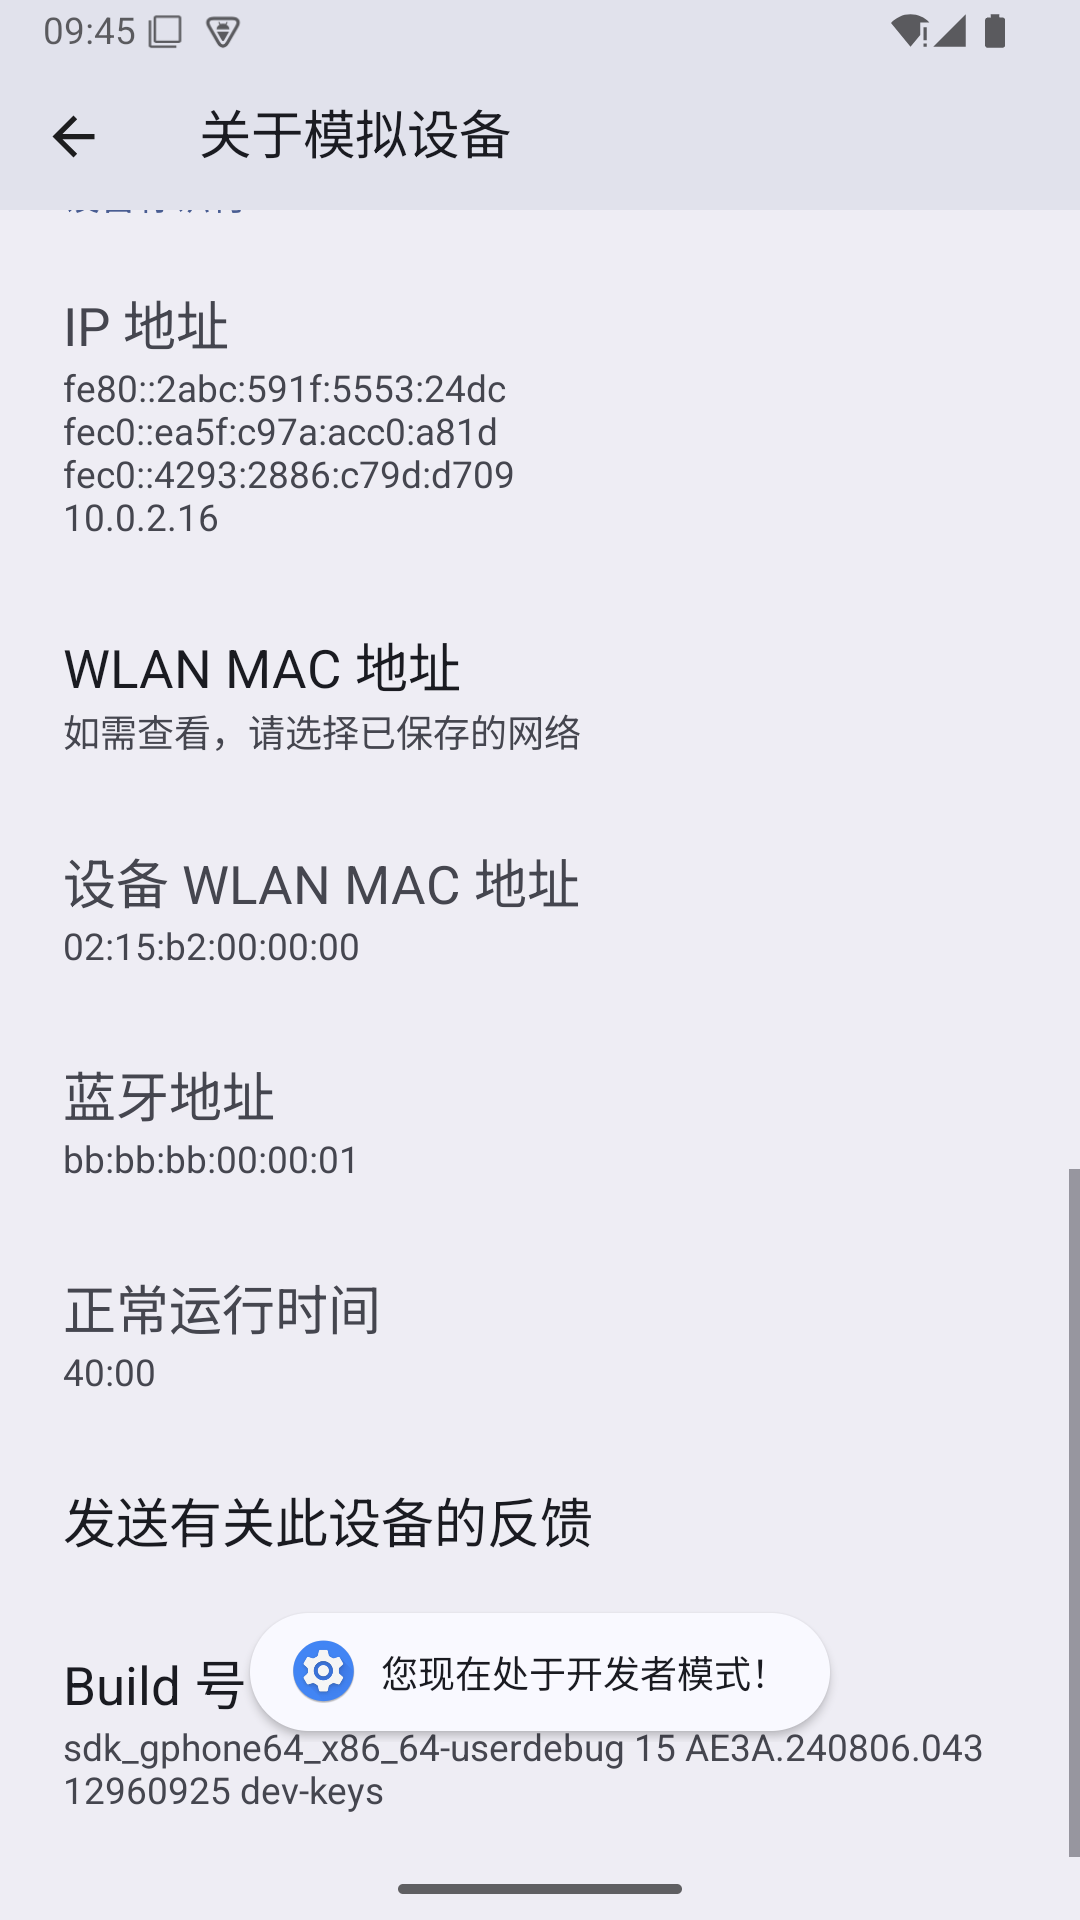 09:45
关于模拟设备
IP 地址
fe80::2abc:591f:5553:24dc
fec0::ea5f:c97a:acc0:a81d
fec0::4293:2886:c79d:d709
10.0.2.16
WLAN MAC 地址
如需查看，请选择已保存的网络
设备 WLAN MAC 地址
02:15:b2:00:00:00
蓝牙地址
bb:bb:bb:00:00:01
正常运行时间
40:00
发送有关此设备的反馈
Build 号
您现在处于开发者模式！
sdk_gphone64_x86_64-userdebug 15 AE3A.240806.043
12960925 dev-keys